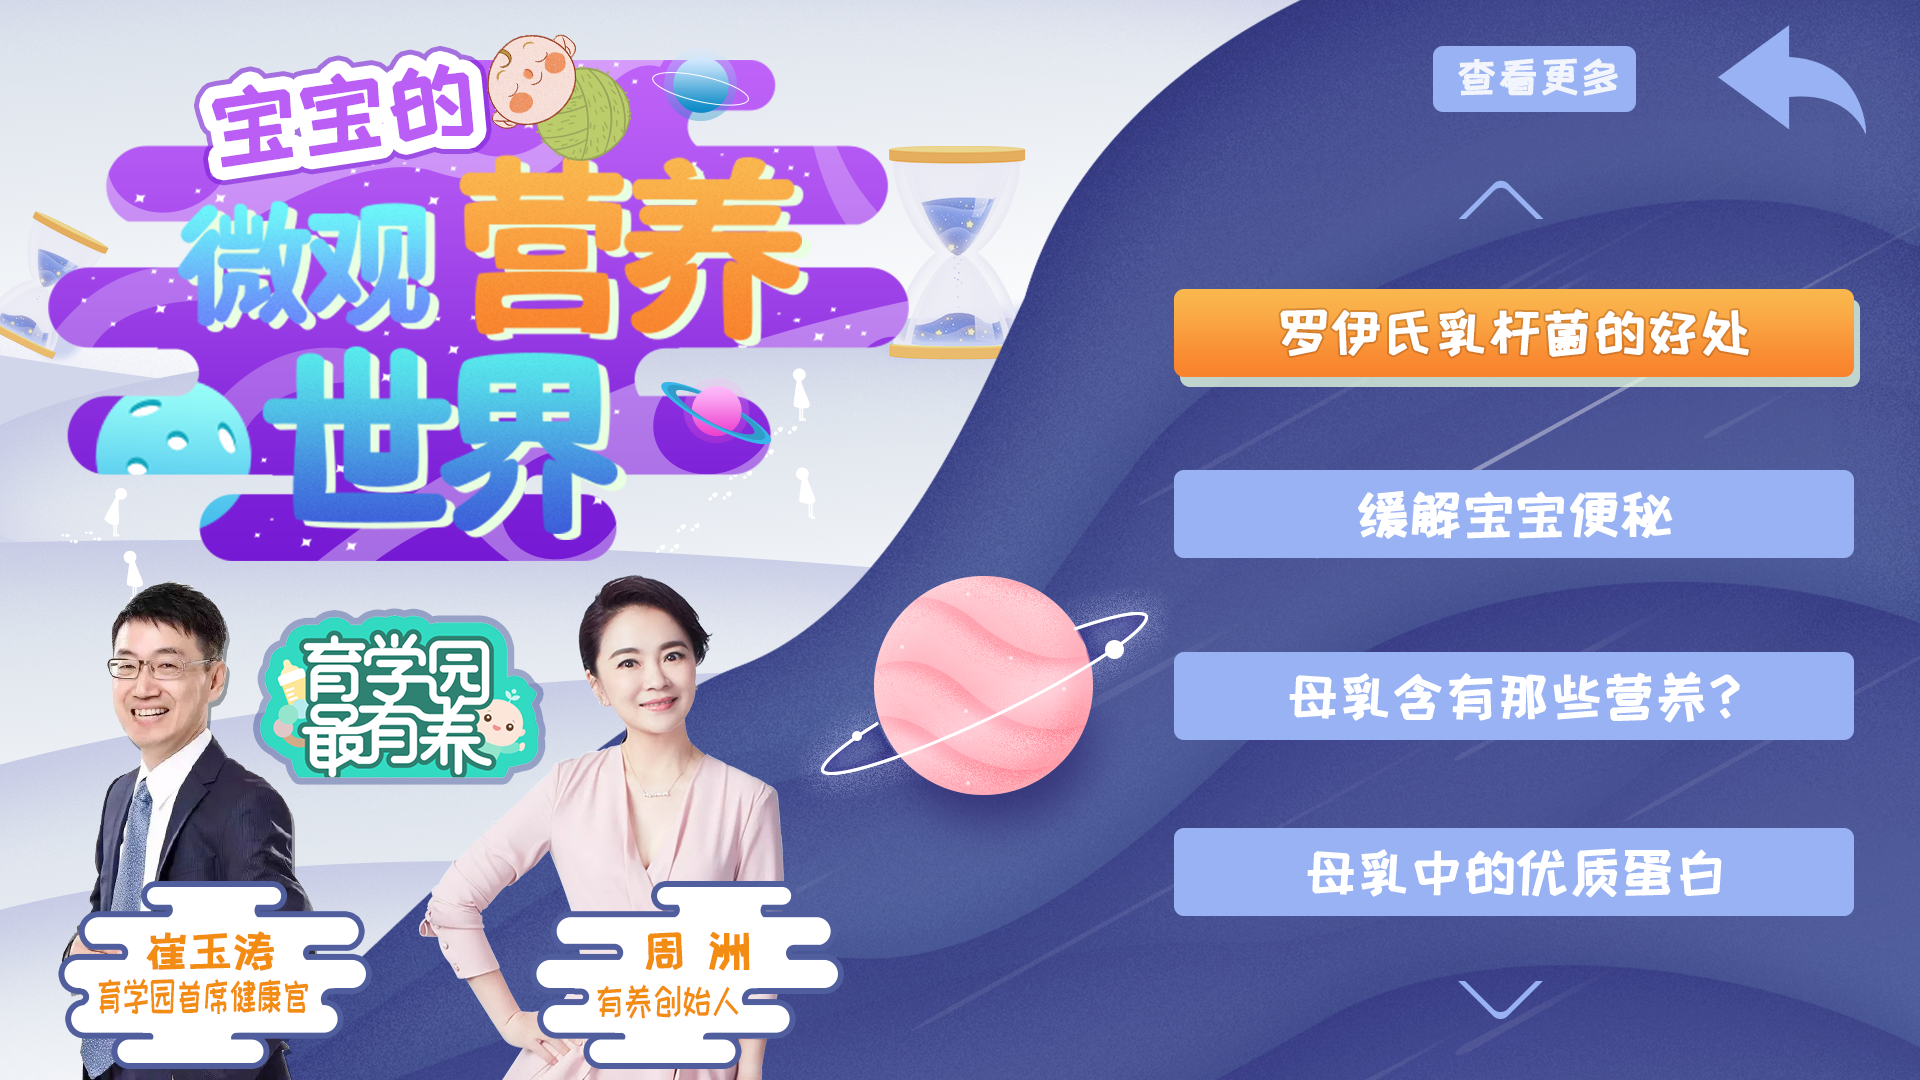 宝宝的
微观营养
世界
育学园
最有养
崔玉涛
育学园首席健康官
周洲
有养创始人
查看更多
罗伊氏乳杆菌的好处
缓解宝宝便秘
母乳含有那些营养?
母乳中的优质蛋白